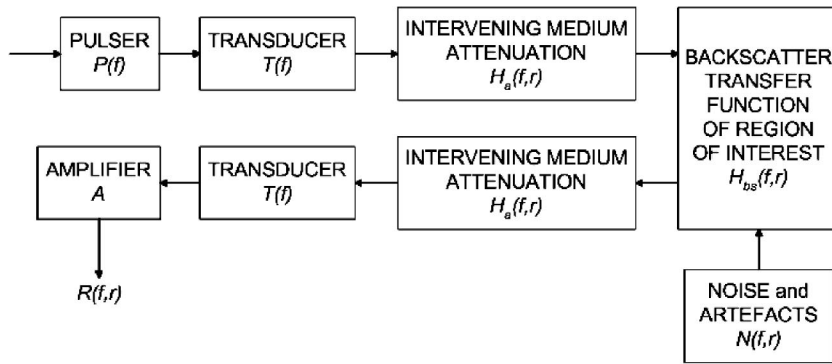 PULSER
P(f)
TRANSDUCER
T(f)
INTERVENING MEDIUM
ATTENUATION
Hₐ(f,r)
BACKSCATTER
TRANSFER
FUNCTION
OF REGION
OF INTEREST
H_bs(f,r)
AMPLIFIER
A
TRANSDUCER
T(f)
INTERVENING MEDIUM
ATTENUATION
Hₐ(f,r)
R(f,r)
NOISE and
ARTEFACTS
N(f,r)